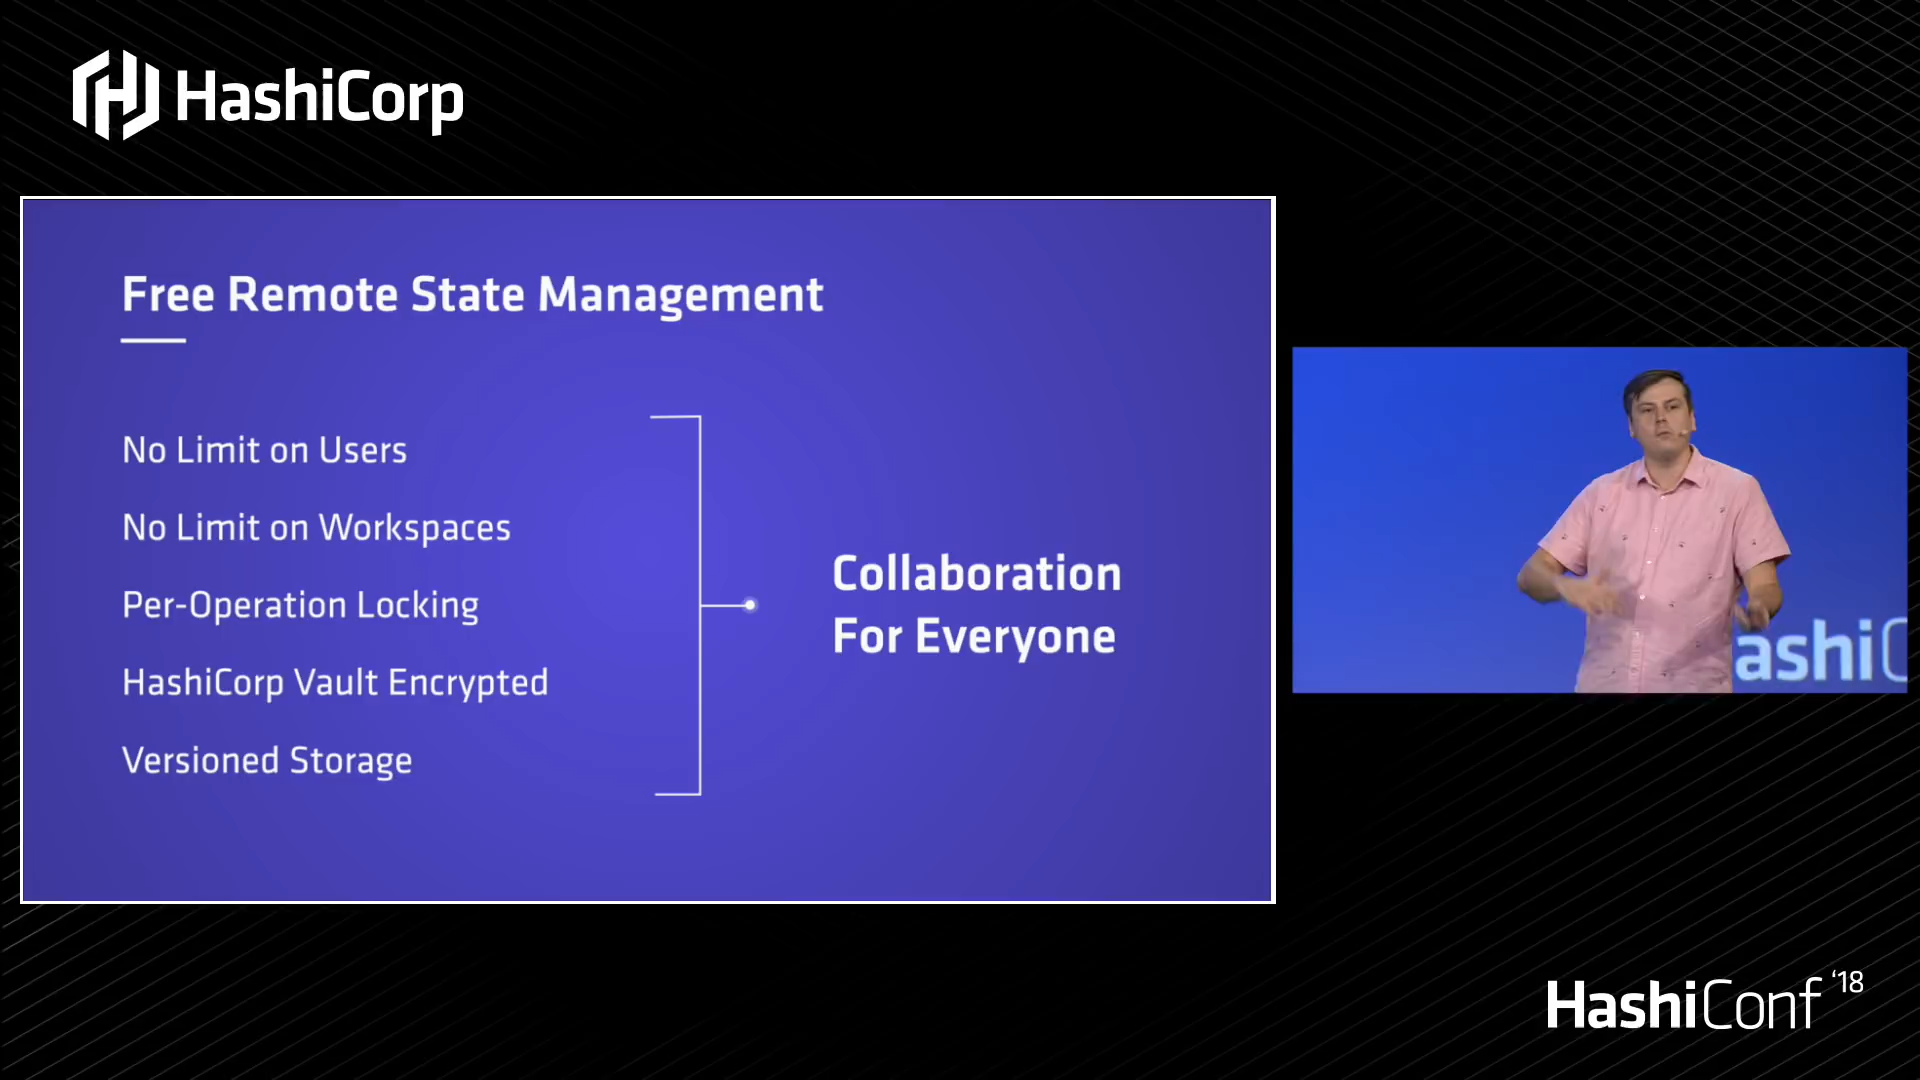 HashiCorp
Free Remote State Management
No Limit on Users
No Limit on Workspaces
Per-Operation Locking
HashiCorp Vault Encrypted
Versioned Storage
Collaboration
For Everyone
ashiC
HashiConf '18